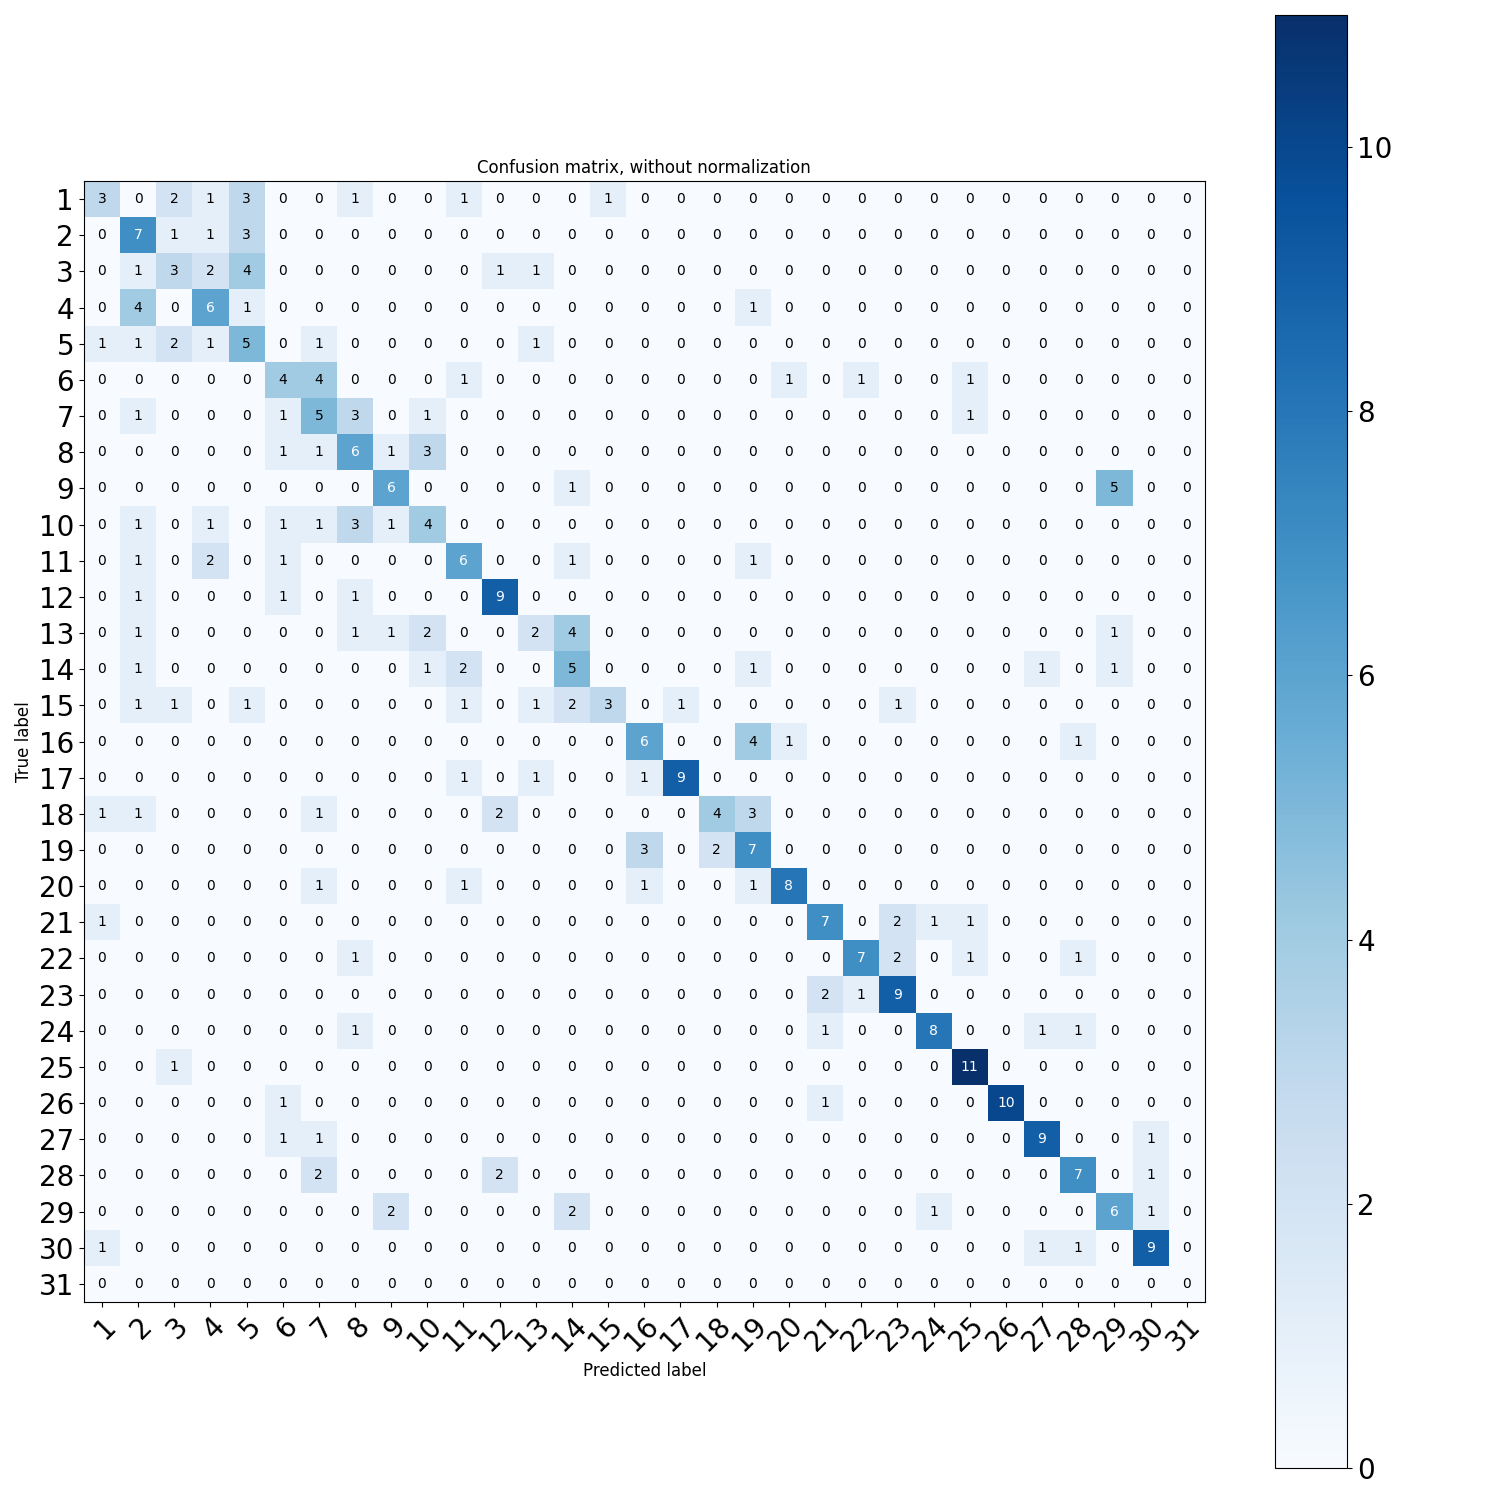 Confusion matrix, without normalization
1 3 0 2 1 3 0 0 1 0 0 1 0 0 0 1 0 0 0 0 0 0 0 0 0 0 0 0 0 0 0 0
2 0 7 1 1 3 0 0 0 0 0 0 0 0 0 0 0 0 0 0 0 0 0 0 0 0 0 0 0 0 0 0
3 0 1 3 2 4 0 0 0 0 0 0 1 1 0 0 0 0 0 0 0 0 0 0 0 0 0 0 0 0 0 0
4 0 4 0 6 1 0 0 0 0 0 0 0 0 0 0 0 0 0 1 0 0 0 0 0 0 0 0 0 0 0 0
5 1 1 2 1 5 0 1 0 0 0 0 0 1 0 0 0 0 0 0 0 0 0 0 0 0 0 0 0 0 0 0
6 0 0 0 0 0 4 4 0 0 0 1 0 0 0 0 0 0 0 0 1 0 1 0 0 1 0 0 0 0 0 0
7 0 1 0 0 0 1 5 3 0 1 0 0 0 0 0 0 0 0 0 0 0 0 0 0 1 0 0 0 0 0 0
8 0 0 0 0 0 1 1 6 1 3 0 0 0 0 0 0 0 0 0 0 0 0 0 0 0 0 0 0 0 0 0
9 0 0 0 0 0 0 0 0 6 0 0 0 0 1 0 0 0 0 0 0 0 0 0 0 0 0 0 0 5 0 0
10 0 1 0 1 0 1 1 3 1 4 0 0 0 0 0 0 0 0 0 0 0 0 0 0 0 0 0 0 0 0 0
11 0 1 0 2 0 1 0 0 0 0 6 0 0 1 0 0 0 0 1 0 0 0 0 0 0 0 0 0 0 0 0
12 0 1 0 0 0 1 0 1 0 0 0 9 0 0 0 0 0 0 0 0 0 0 0 0 0 0 0 0 0 0 0
13 0 1 0 0 0 0 0 1 1 2 0 0 2 4 0 0 0 0 0 0 0 0 0 0 0 0 0 0 1 0 0
14 0 1 0 0 0 0 0 0 0 1 2 0 0 5 0 0 0 0 1 0 0 0 0 0 0 0 1 0 1 0 0
15 0 1 1 0 1 0 0 0 0 0 1 0 1 2 3 0 1 0 0 0 0 0 1 0 0 0 0 0 0 0 0
16 0 0 0 0 0 0 0 0 0 0 0 0 0 0 0 6 0 0 4 1 0 0 0 0 0 0 0 1 0 0 0
17 0 0 0 0 0 0 0 0 0 0 1 0 1 0 0 1 9 0 0 0 0 0 0 0 0 0 0 0 0 0 0
18 1 1 0 0 0 0 1 0 0 0 0 2 0 0 0 0 0 4 3 0 0 0 0 0 0 0 0 0 0 0 0
19 0 0 0 0 0 0 0 0 0 0 0 0 0 0 0 3 0 2 7 0 0 0 0 0 0 0 0 0 0 0 0
20 0 0 0 0 0 0 1 0 0 0 1 0 0 0 0 1 0 0 1 8 0 0 0 0 0 0 0 0 0 0 0
21 1 0 0 0 0 0 0 0 0 0 0 0 0 0 0 0 0 0 0 0 7 0 2 1 1 0 0 0 0 0 0
22 0 0 0 0 0 0 0 1 0 0 0 0 0 0 0 0 0 0 0 0 0 7 2 0 1 0 0 1 0 0 0
23 0 0 0 0 0 0 0 0 0 0 0 0 0 0 0 0 0 0 0 0 2 1 9 0 0 0 0 0 0 0 0
24 0 0 0 0 0 0 0 1 0 0 0 0 0 0 0 0 0 0 0 0 1 0 0 8 0 0 1 1 0 0 0
25 0 0 1 0 0 0 0 0 0 0 0 0 0 0 0 0 0 0 0 0 0 0 0 0 11 0 0 0 0 0 0
26 0 0 0 0 0 1 0 0 0 0 0 0 0 0 0 0 0 0 0 0 1 0 0 0 0 10 0 0 0 0 0
27 0 0 0 0 0 1 1 0 0 0 0 0 0 0 0 0 0 0 0 0 0 0 0 0 0 0 9 0 0 1 0
28 0 0 0 0 0 0 2 0 0 0 0 2 0 0 0 0 0 0 0 0 0 0 0 0 0 0 0 7 0 1 0
29 0 0 0 0 0 0 0 0 2 0 0 0 0 2 0 0 0 0 0 0 0 0 0 1 0 0 0 0 6 1 0
30 1 0 0 0 0 0 0 0 0 0 0 0 0 0 0 0 0 0 0 0 0 0 0 0 0 0 1 1 0 9 0
31 0 0 0 0 0 0 0 0 0 0 0 0 0 0 0 0 0 0 0 0 0 0 0 0 0 0 0 0 0 0 0
1 2 3 4 5 6 7 8 9 10 11 12 13 14 15 16 17 18 19 20 21 22 23 24 25 26 27 28 29 30 31
Predicted label
True label
10
8
6
4
2
0